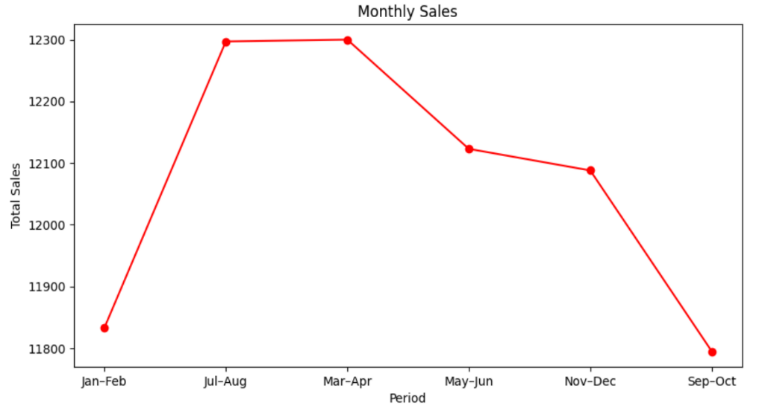 Monthly Sales
12300
12200
12100
12000
11900
11800
Total Sales
Jan–Feb Jul–Aug Mar–Apr May–Jun Nov–Dec Sep–Oct
Period